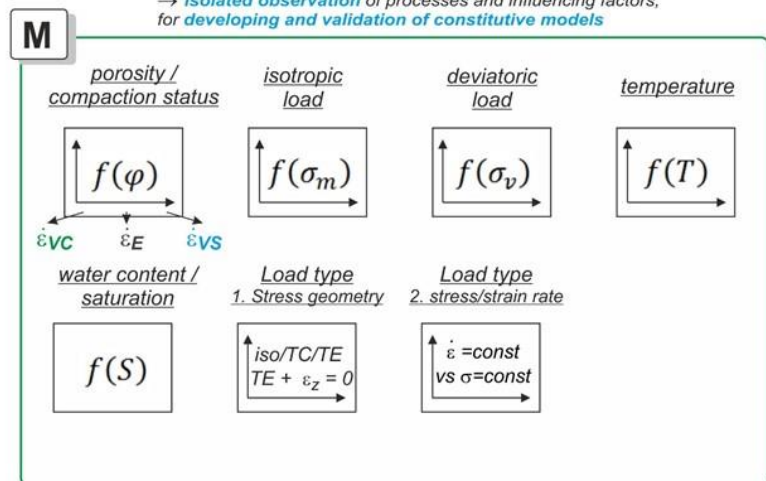 → isolated observation of processes and influencing factors,
for developing and validation of constitutive models
M
porosity /
compaction status
isotropic
load
deviatoric
load
temperature
f(φ)
f(σₘ)
f(σᵥ)
f(T)
ε̇VC
ε̇E
ε̇VS
water content /
saturation
Load type
1. Stress geometry
Load type
2. stress/strain rate
f(S)
iso/TC/TE
TE + ε_z = 0
ε̇ =const
vs σ=const